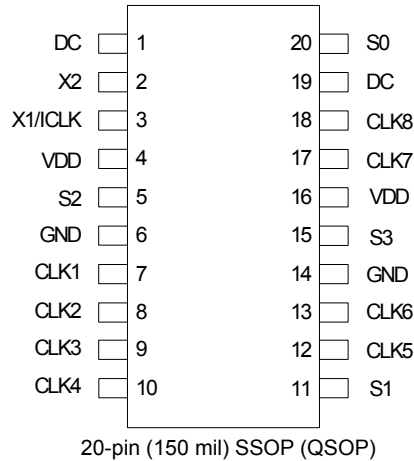 DC 1 20 S0
X2 2 19 DC
X1/ICLK 3 18 CLK8
VDD 4 17 CLK7
S2 5 16 VDD
GND 6 15 S3
CLK1 7 14 GND
CLK2 8 13 CLK6
CLK3 9 12 CLK5
CLK4 10 11 S1
20-pin (150 mil) SSOP (QSOP)